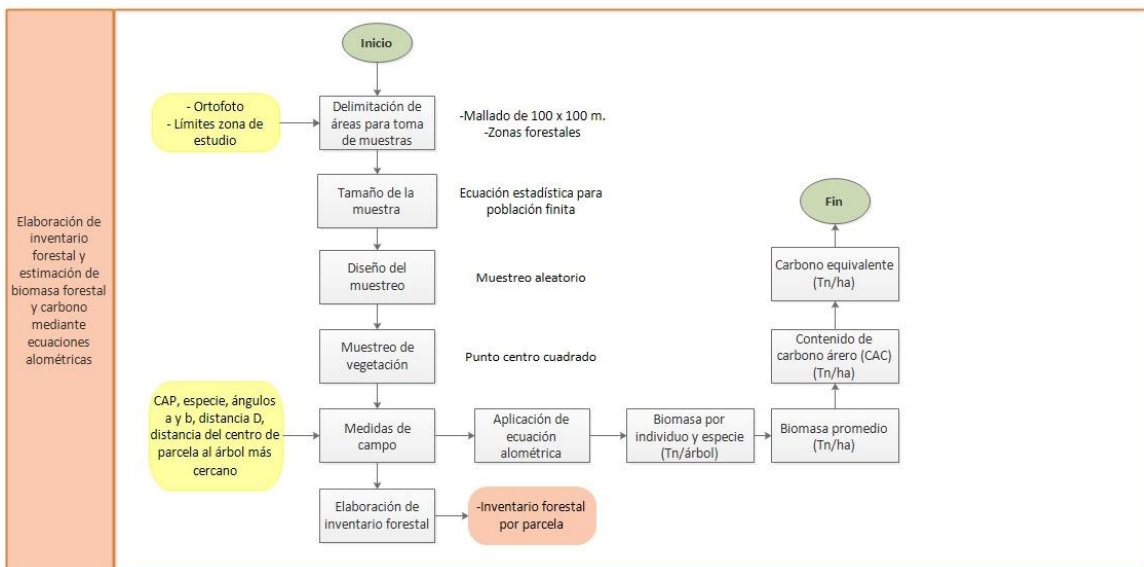 Elaboración de
inventario
forestal y
estimación de
biomasa forestal
y carbono
mediante
ecuaciones
alométricas
Inicio
- Ortofoto
- Límites zona de
estudio
Delimitación de
áreas para toma
de muestras
-Mallado de 100 x 100 m.
-Zonas forestales
Tamaño de la
muestra
Ecuación estadística para
población finita
Diseño del
muestreo
Muestreo aleatorio
Muestreo de
vegetación
Punto centro cuadrado
CAP, especie, ángulos
a y b, distancia D,
distancia del centro de
parcela al árbol más
cercano
Medidas de
campo
Aplicación de
ecuación
alométrica
Biomasa por
individuo y especie
(Tn/árbol)
Biomasa promedio
(Tn/ha)
Contenido de
carbono árero (CAC)
(Tn/ha)
Carbono equivalente
(Tn/ha)
Fin
Elaboración de
inventario forestal
-Inventario forestal
por parcela